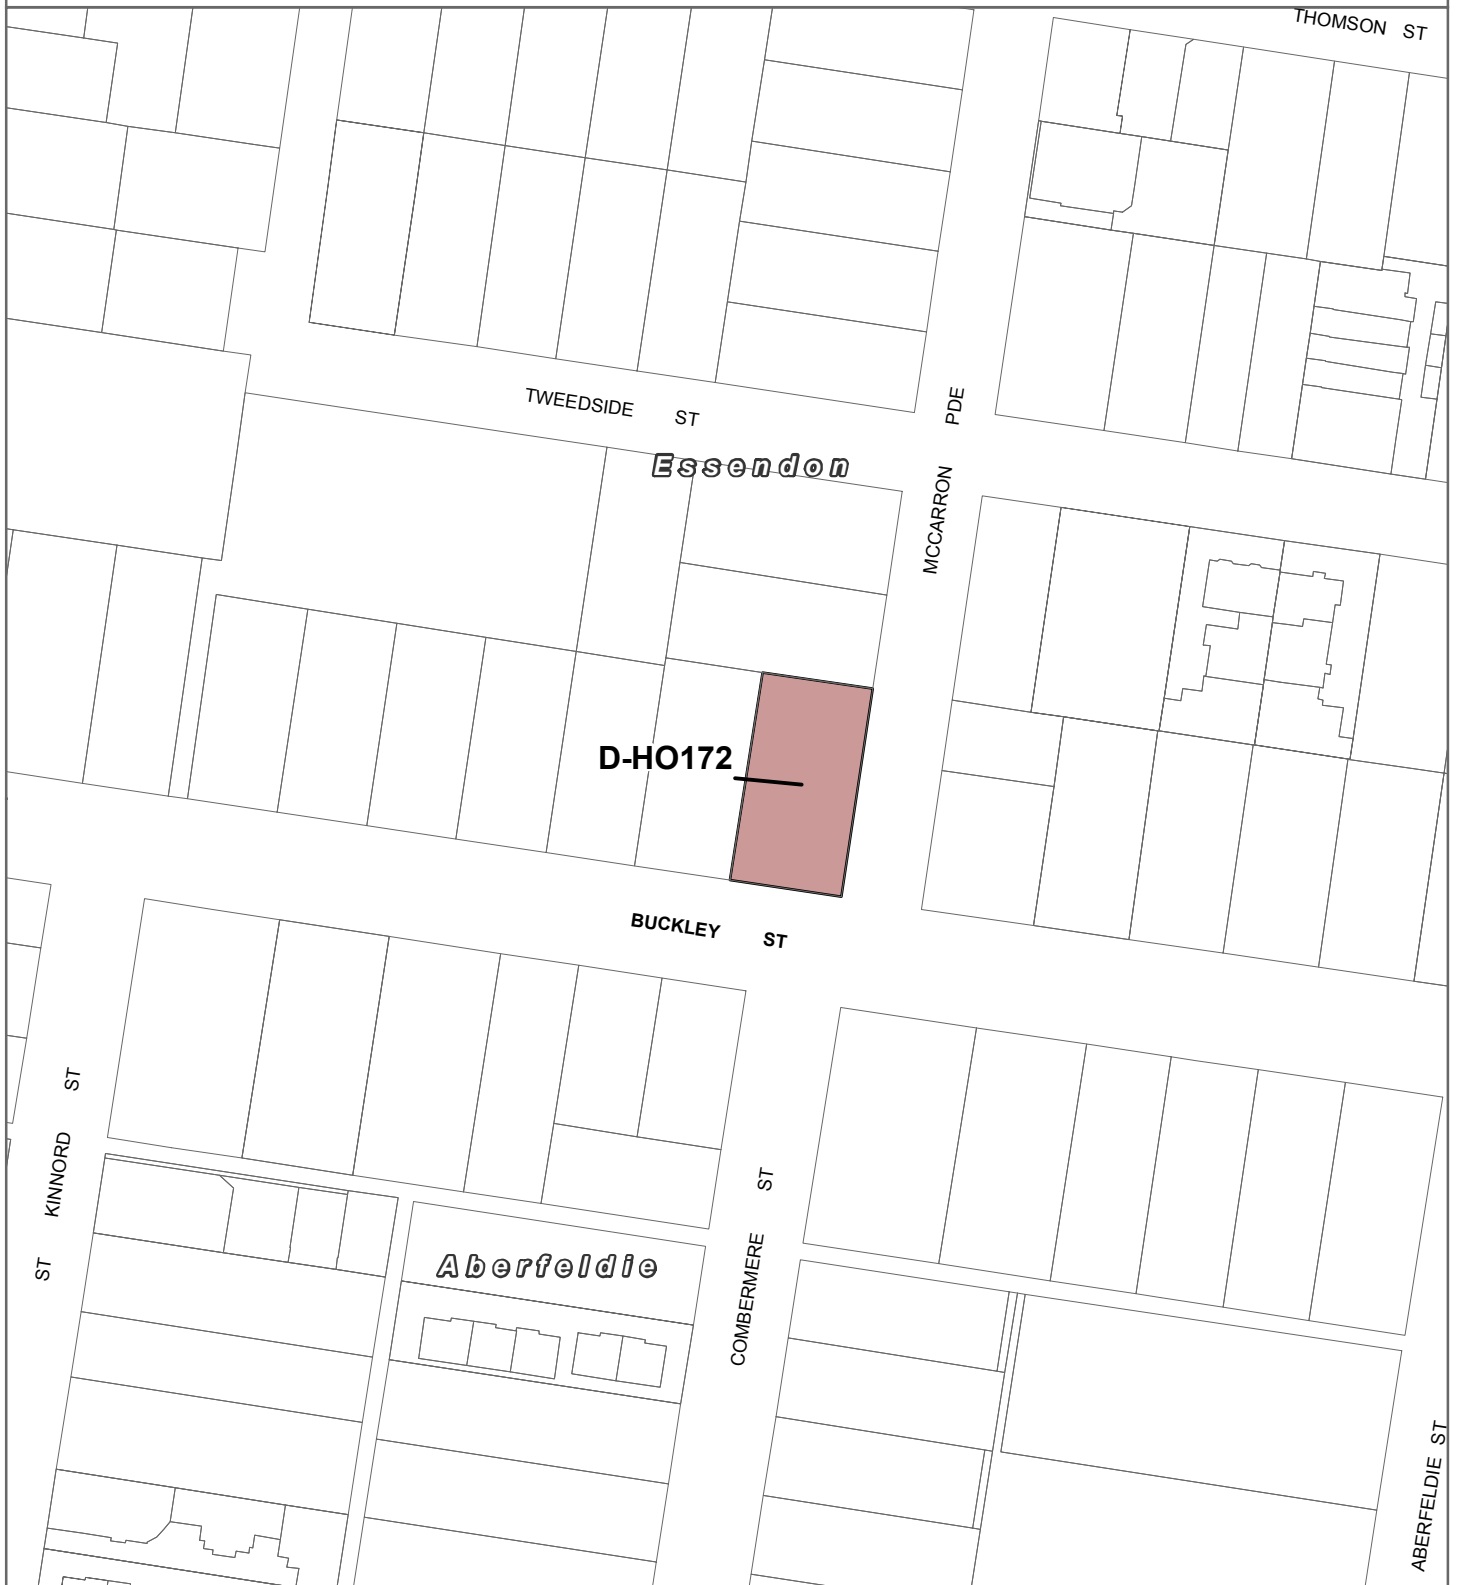 THOMSON ST
TWEEDSIDE ST
MCCARRON PDE
Essendon
D-HO172
BUCKLEY ST
KINNORD ST
ST
COMBERMERE ST
Aberfeldie
ABERFELDIE ST